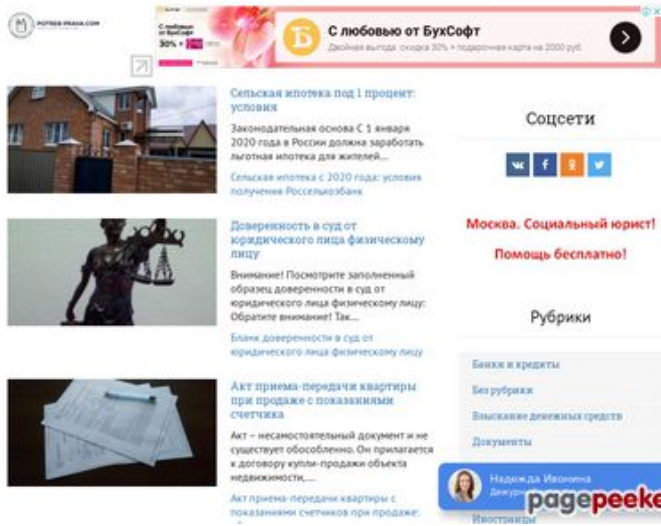 POTREB-PRAVA.COM
С любовью
от БухСофт
30% +
С любовью от БухСофт
Двойная выгода: скидка 30% + подарочная карта на 2000 руб.
Сельская ипотека под 1 процент:
условия
Законодательная основа С 1 января
2020 года в России должна заработать
льготная ипотека для жителей...
Сельская ипотека с 2020 года: условия
получения Россельхозбанк
Доверенность в суд от
юридического лица физическому
лицу
Внимание! Посмотрите заполненный
образец доверенности в суд от
юридического лица физическому лицу:
Обратите внимание! Так...
Бланк доверенности в суд от
юридического лица физическому лицу
Акт приема-передачи квартиры
при продаже с показаниями
счетчика
Акт – несамостоятельный документ и не
существует обособленно. Он прилагается
к договору купли-продажи объекта
недвижимости,...
Акт приема-передачи квартиры с
показаниями счетчиков при продаже:
Соцсети
Москва. Социальный юрист!
Помощь бесплатно!
Рубрики
Банки и кредиты
Без рубрики
Взыскание денежных средств
Документы
Надежда Ивонина
pagepeeke
Иностранцы